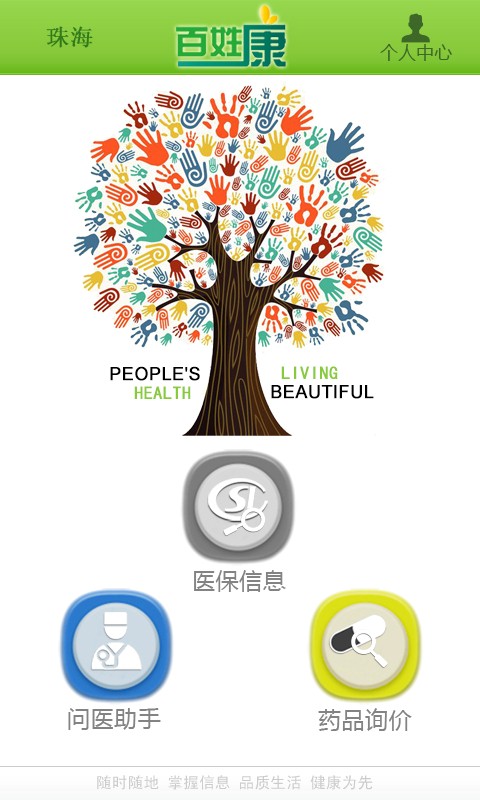 珠海
百姓康
个人中心
PEOPLE'S LIVING
HEALTH BEAUTIFUL
医保信息
问医助手 药品询价
随时随地 掌握信息 品质生活 健康为先